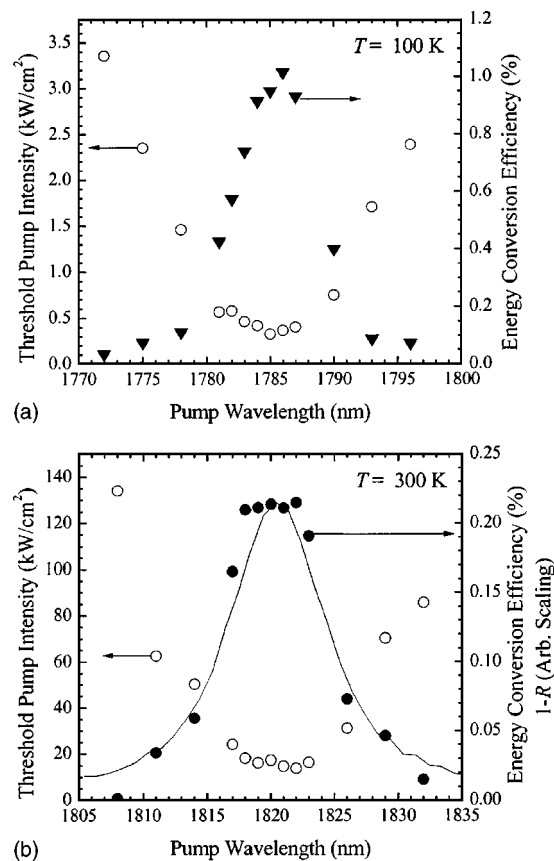 T = 100 K
Threshold Pump Intensity (kW/cm²)
3.5
3.0
2.5
2.0
1.5
1.0
0.5
0.0
1.2
1.0
0.8
0.6
0.4
0.2
0.0
Energy Conversion Efficiency (%)
1770 1775 1780 1785 1790 1795 1800
(a)
Pump Wavelength (nm)
T = 300 K
Threshold Pump Intensity (kW/cm²)
140
120
100
80
60
40
20
0
0.25
0.20
0.15
0.10
0.05
0.00
Energy Conversion Efficiency (%)
1-R (Arb. Scaling)
1805 1810 1815 1820 1825 1830 1835
(b)
Pump Wavelength (nm)